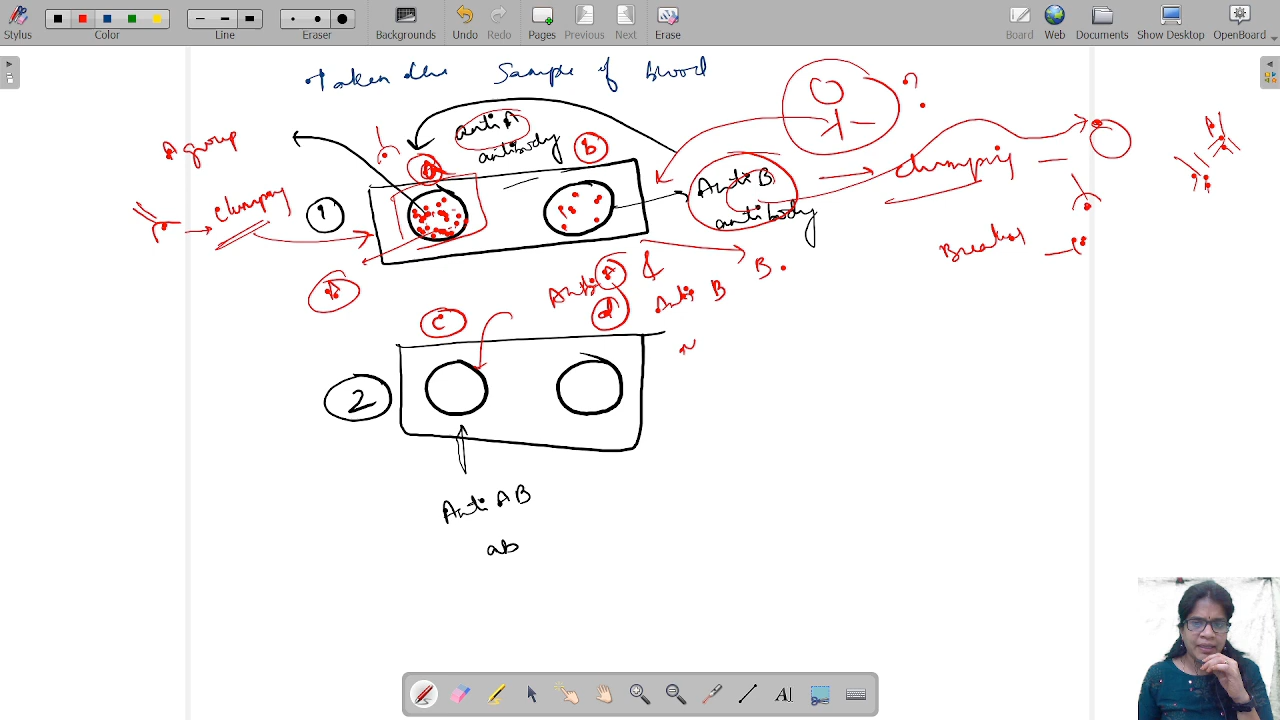 Stylus
Color
Line
Eraser
Backgrounds
Undo
Redo
Pages
Previous
Next
Erase
Board
Web
Documents
Show Desktop
OpenBoard
Taken the Sample of blood
A group
anti A
antibody
a
b
clumping
1
Anti B
antibody
clumping
A
Anti A &
Anti B
B
c
d
2
Anti AB
ab